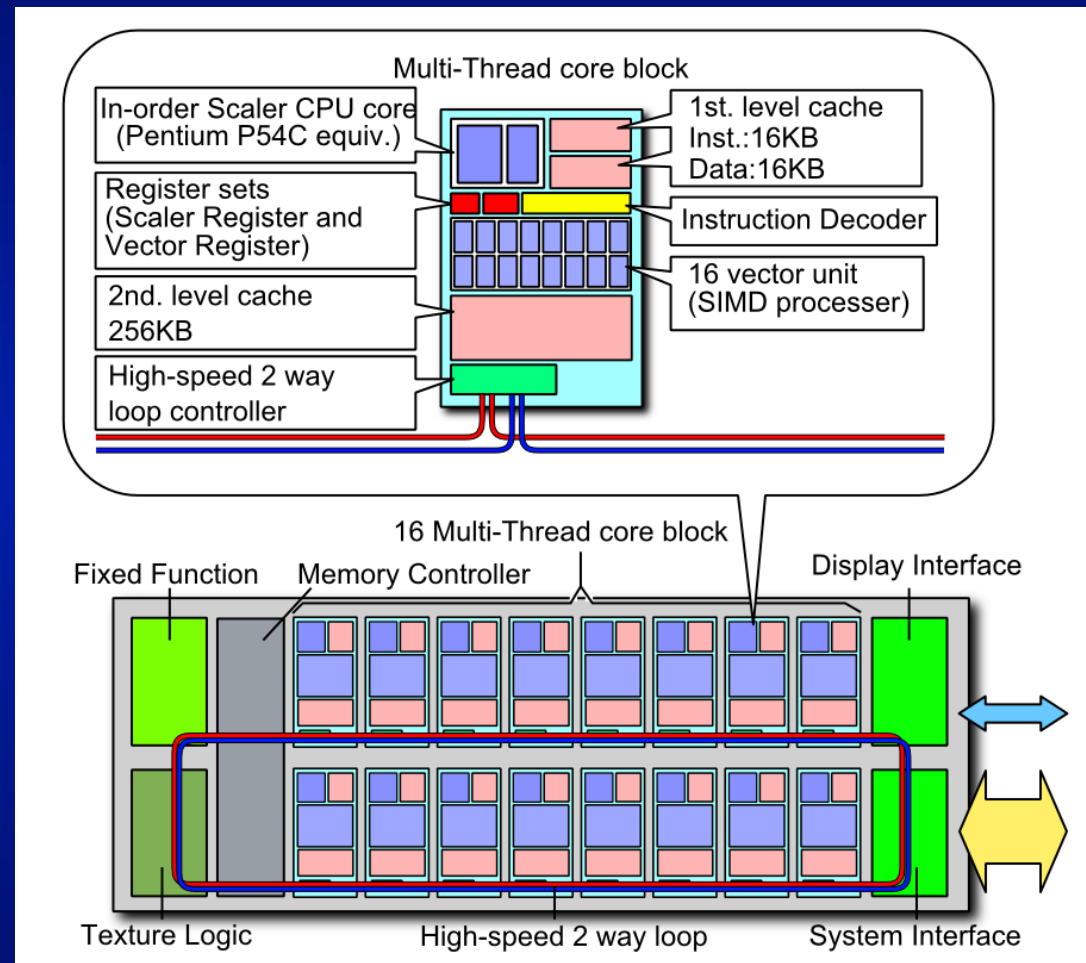 Multi-Thread core block
In-order Scaler CPU core
(Pentium P54C equiv.)
1st. level cache
Inst.:16KB
Data:16KB
Register sets
(Scaler Register and
Vector Register)
Instruction Decoder
2nd. level cache
256KB
16 vector unit
(SIMD processer)
High-speed 2 way
loop controller
16 Multi-Thread core block
Fixed Function
Memory Controller
Display Interface
Texture Logic
High-speed 2 way loop
System Interface